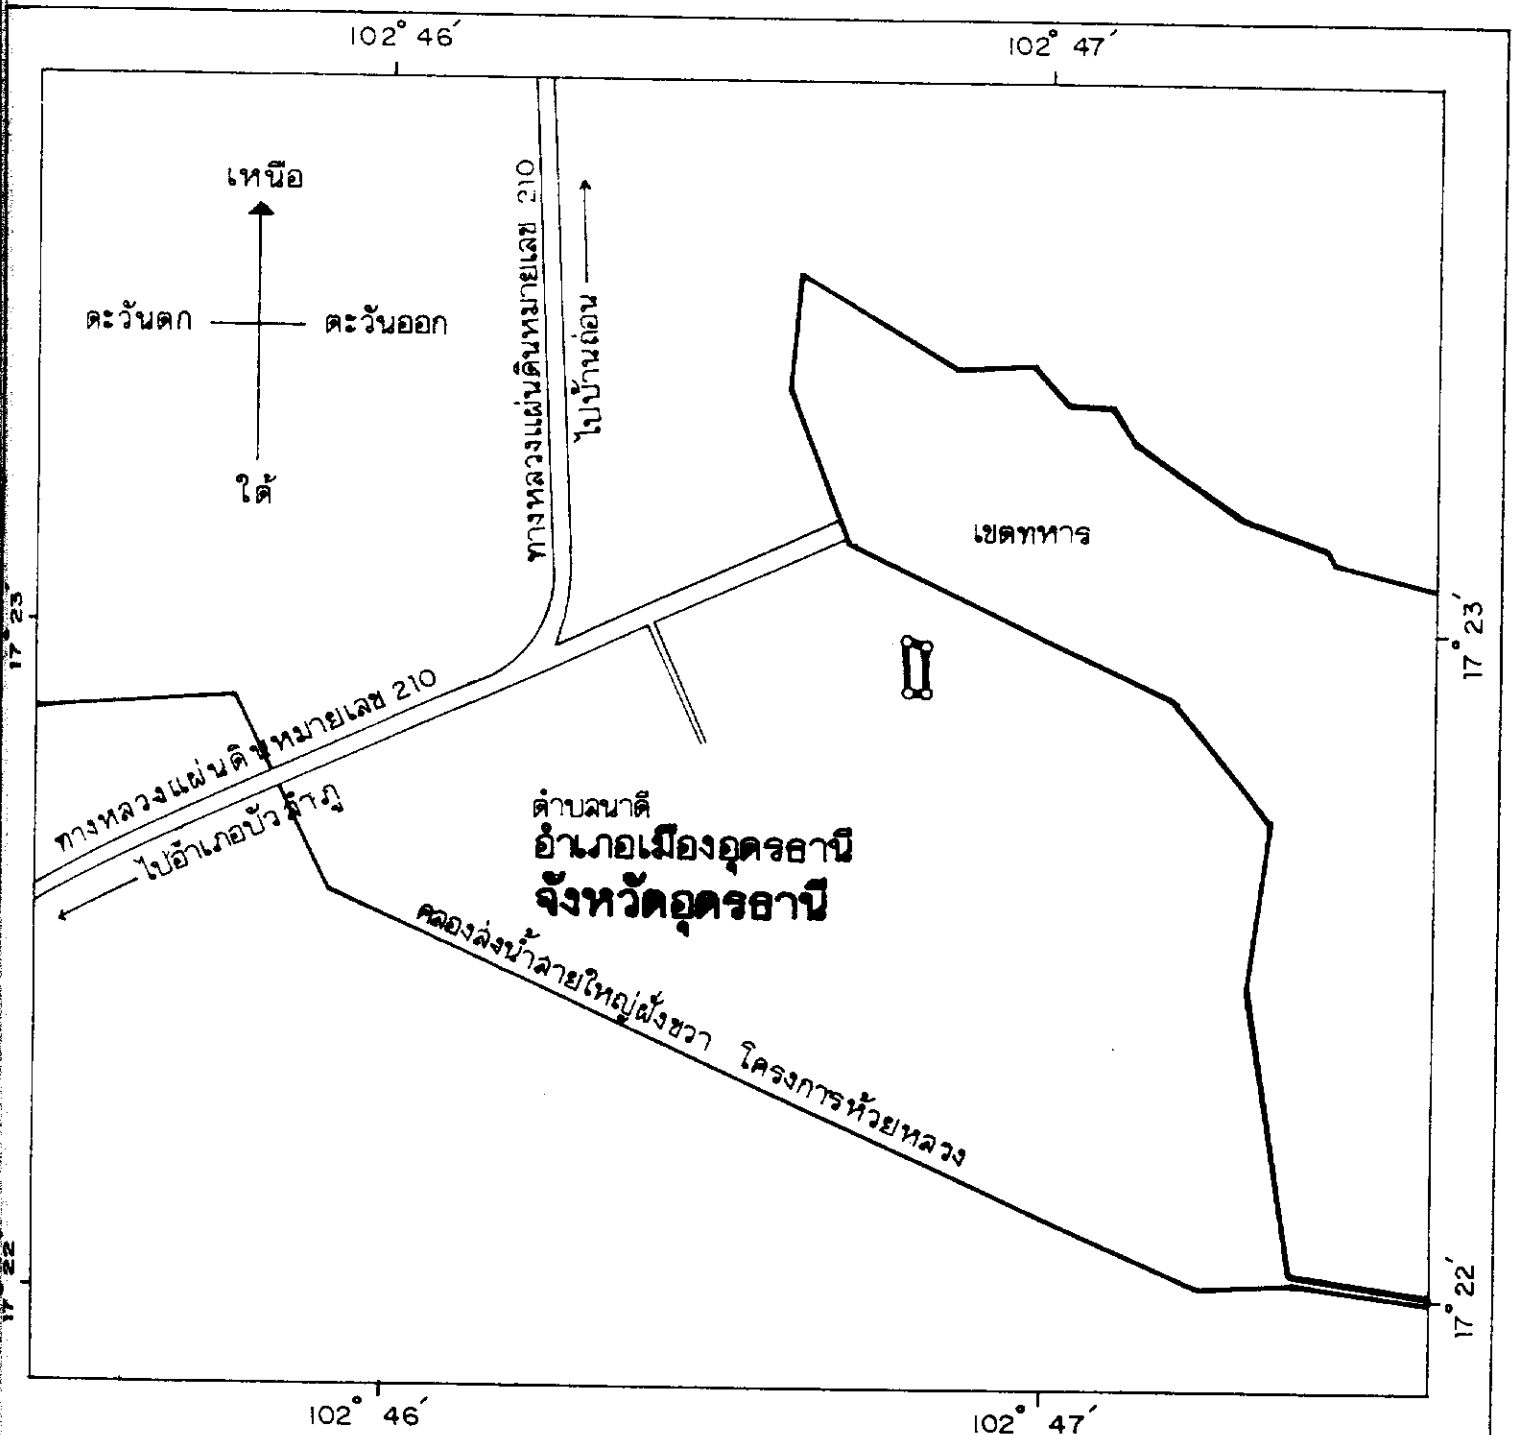 102° 46′
102° 47′
เหนือ
ตะวันตก
ตะวันออก
ใต้
ทางหลวงแผ่นดินหมายเลข 210
ไปบ้านถ่อน
เขตทหาร
17° 23′
17° 23′
ทางหลวงแผ่นดินหมายเลข 210
ไปอำเภอบัวลำภู
ตำบลนาดี
อำเภอเมืองอุดรธานี
จังหวัดอุดรธานี
คลองส่งน้ำสายใหญ่ฝั่งขวา โครงการห้วยหลวง
17° 22′
17° 22′
102° 46′
102° 47′